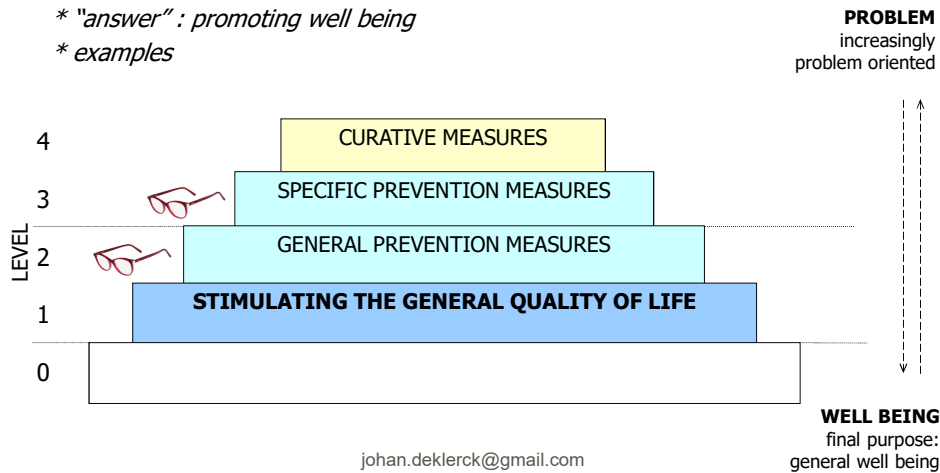 * “answer” : promoting well being
* examples
PROBLEM
increasingly
problem oriented
4
CURATIVE MEASURES
3
SPECIFIC PREVENTION MEASURES
LEVEL
2
GENERAL PREVENTION MEASURES
1
STIMULATING THE GENERAL QUALITY OF LIFE
0
WELL BEING
final purpose:
general well being
johan.deklerck@gmail.com